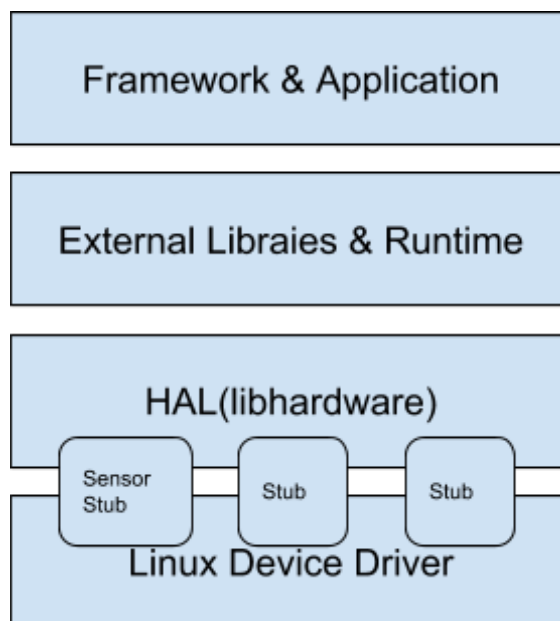 Framework & Application
External Libraies & Runtime
HAL(libhardware)
Sensor
Stub
Stub
Stub
Linux Device Driver